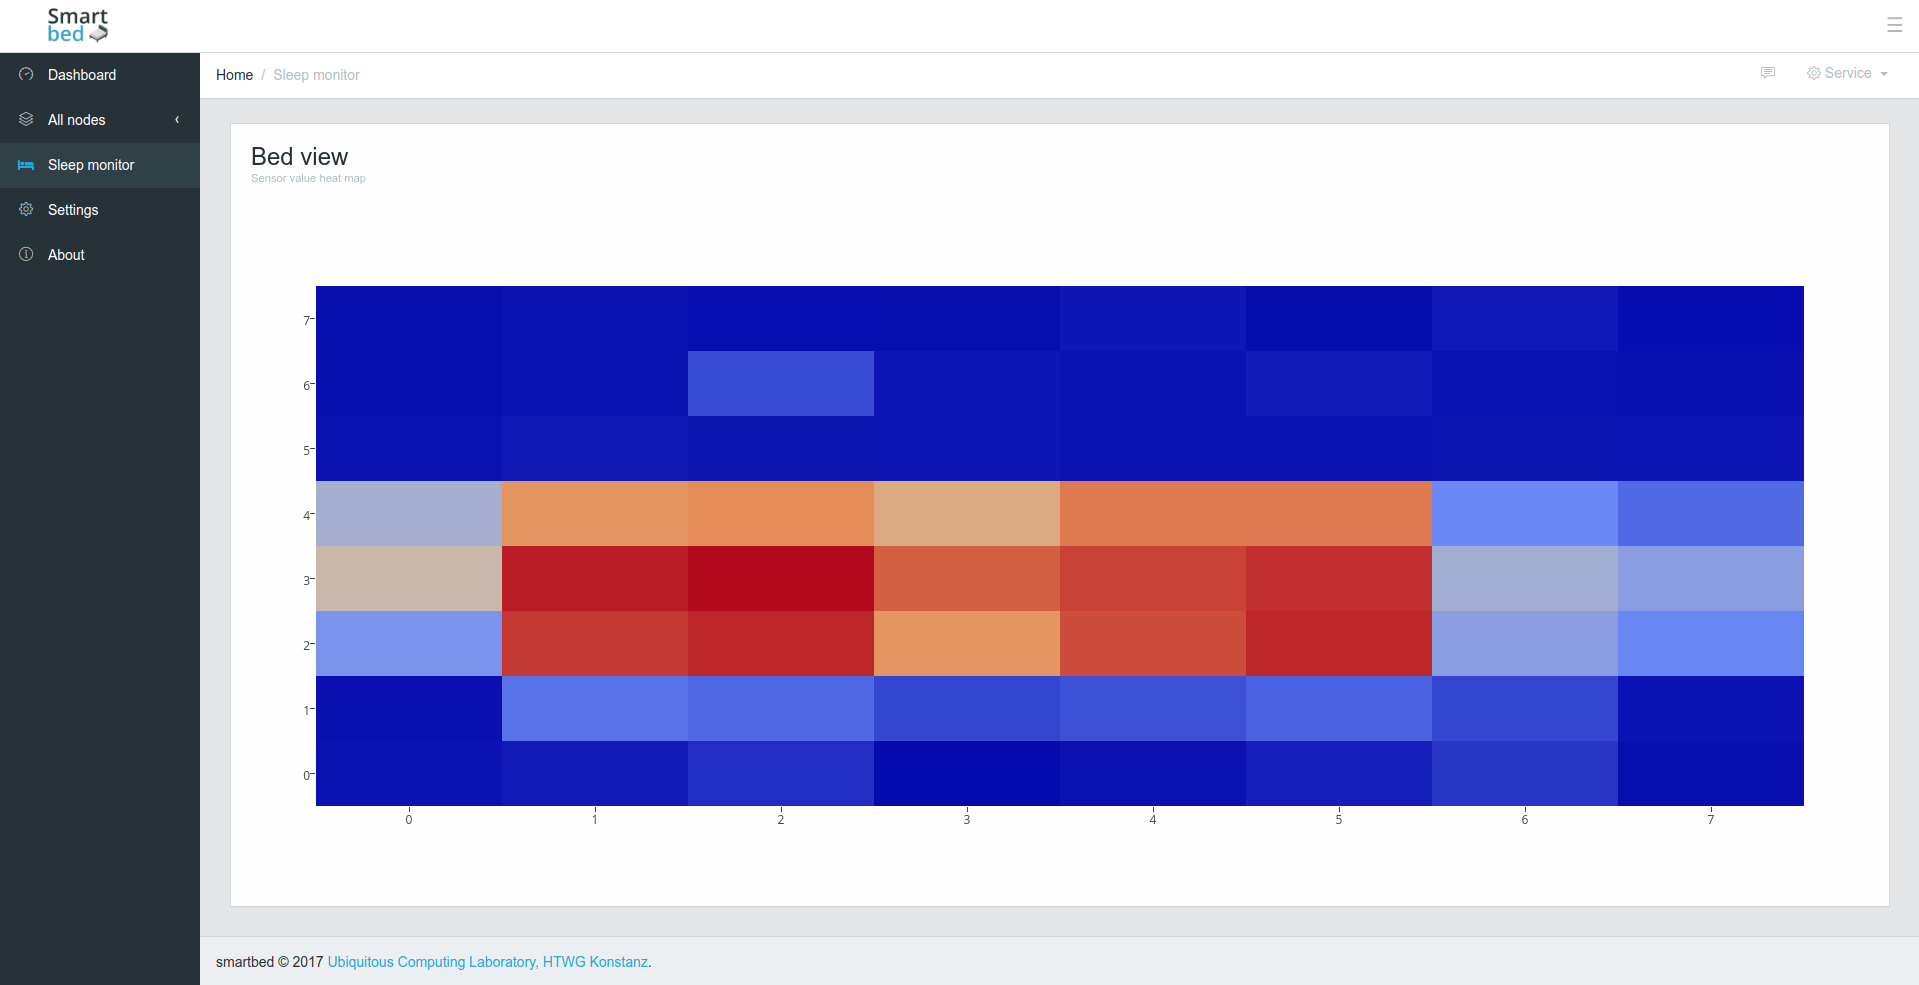 Smart
bed
Dashboard
All nodes
Sleep monitor
Settings
About
Home / Sleep monitor
Service
Bed view
Sensor value heat map
7
6
5
4
3
2
1
0
0 1 2 3 4 5 6 7
smartbed © 2017 Ubiquitous Computing Laboratory, HTWG Konstanz.